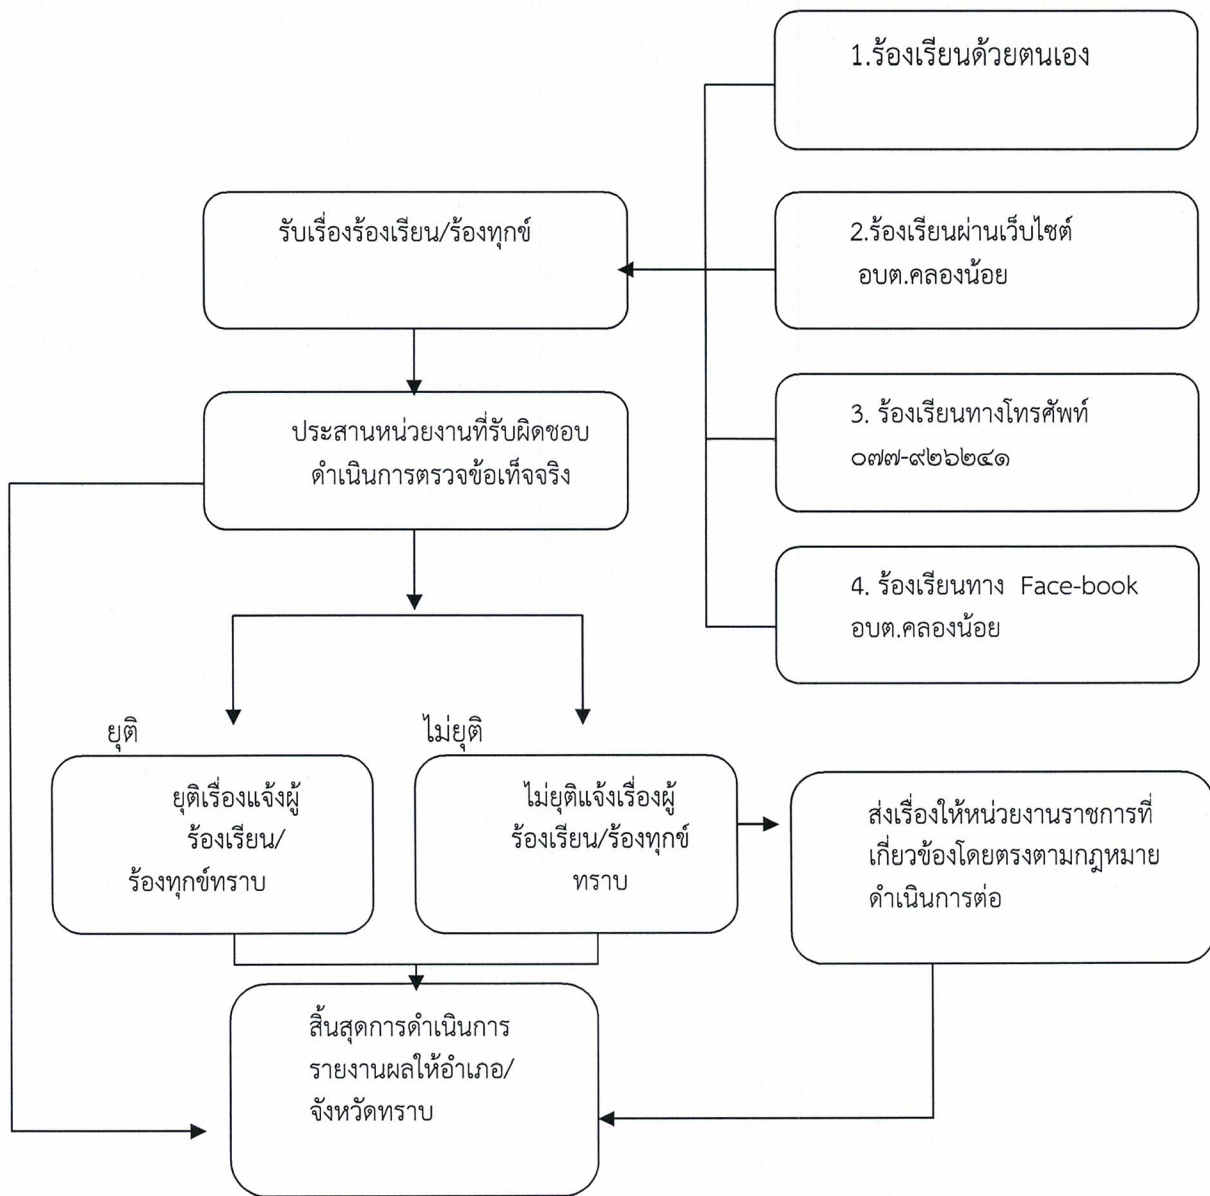 1.ร้องเรียนด้วยตนเอง
รับเรื่องร้องเรียน/ร้องทุกข์
2.ร้องเรียนผ่านเว็บไซต์
อบต.คลองน้อย
3. ร้องเรียนทางโทรศัพท์
๐๗๗-๙๒๖๒๔๑
ประสานหน่วยงานที่รับผิดชอบ
ดำเนินการตรวจข้อเท็จจริง
4. ร้องเรียนทาง Face-book
อบต.คลองน้อย
ยุติ
ยุติเรื่องแจ้งผู้
ร้องเรียน/
ร้องทุกข์ทราบ
ไม่ยุติ
ไม่ยุติแจ้งเรื่องผู้
ร้องเรียน/ร้องทุกข์
ทราบ
ส่งเรื่องให้หน่วยงานราชการที่
เกี่ยวข้องโดยตรงตามกฎหมาย
ดำเนินการต่อ
สิ้นสุดการดำเนินการ
รายงานผลให้อำเภอ/
จังหวัดทราบ